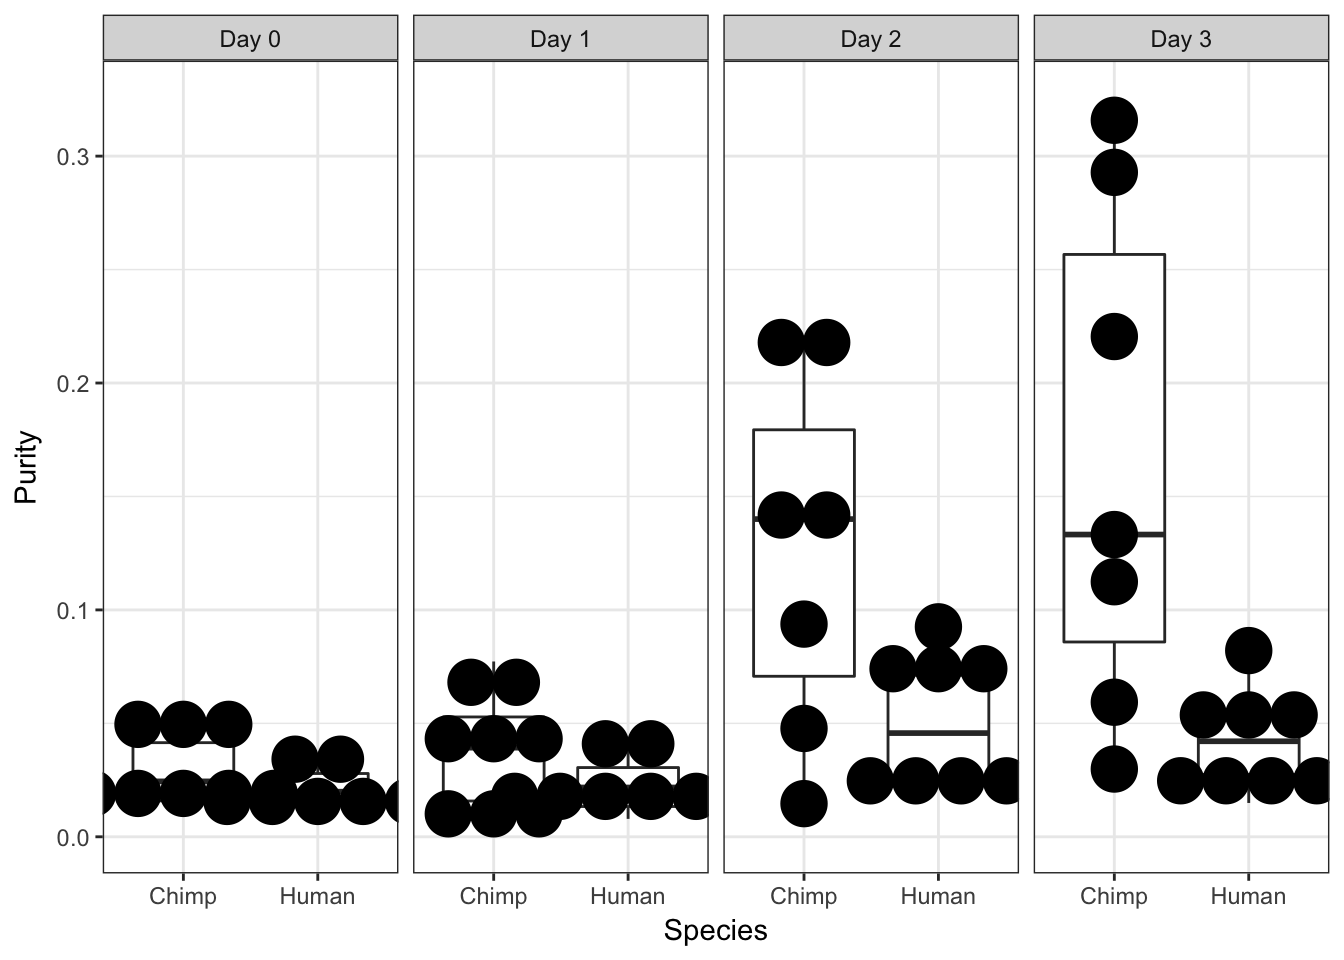 Day 0 Day 1 Day 2 Day 3
0.3
0.2
0.1
0.0
Purity
Chimp Human Chimp Human Chimp Human Chimp Human
Species